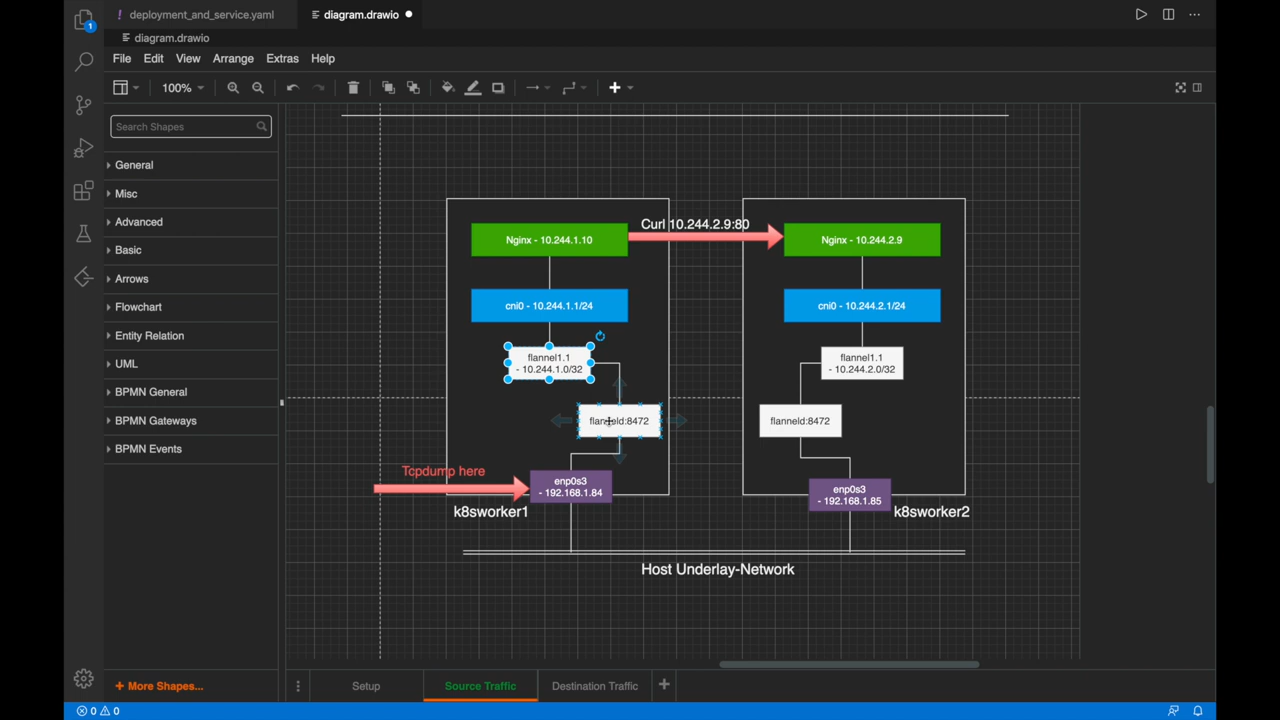 deployment_and_service.yaml
diagram.drawio
diagram.drawio
File Edit View Arrange Extras Help
100%
Search Shapes
General
Misc
Advanced
Basic
Arrows
Flowchart
Entity Relation
UML
BPMN General
BPMN Gateways
BPMN Events
+ More Shapes...
Curl 10.244.2.9:80
Nginx - 10.244.1.10
Nginx - 10.244.2.9
cni0 - 10.244.1.1/24
cni0 - 10.244.2.1/24
flannel1.1
- 10.244.1.0/32
flannel1.1
- 10.244.2.0/32
flanneld:8472
flanneld:8472
Tcpdump here
enp0s3
- 192.168.1.84
enp0s3
- 192.168.1.85
k8sworker1
k8sworker2
Host Underlay-Network
Setup
Source Traffic
Destination Traffic
1
0 0